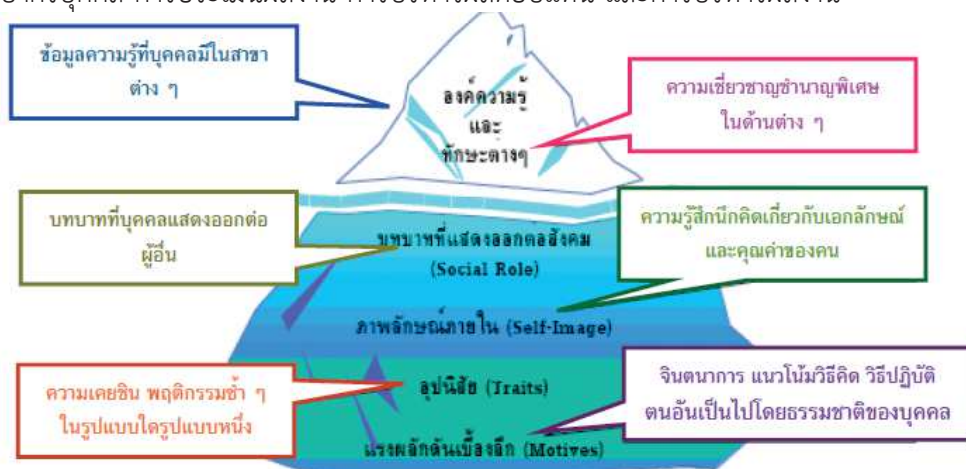 ข้อมูลความรู้ที่บุคคลมีในสาขา
ต่าง ๆ
องค์ความรู้
และ
ทักษะต่างๆ
ความเชี่ยวชาญชำนาญพิเศษ
ในด้านต่าง ๆ
บทบาทที่บุคคลแสดงออกต่อ
ผู้อื่น
บทบาทที่แสดงออกต่อสังคม
(Social Role)
ความรู้สึกนึกคิดเกี่ยวกับเอกลักษณ์
และคุณค่าของคน
ภาพลักษณ์ภายใน (Self-Image)
ความเคยชิน พฤติกรรมซ้ำ ๆ
ในรูปแบบใดรูปแบบหนึ่ง
อุปนิสัย (Traits)
จินตนาการ แนวโน้มวิธีคิด วิธีปฏิบัติ
ตนอันเป็นไปโดยธรรมชาติของบุคคล
แรงผลักดันเบื้องลึก (Motives)